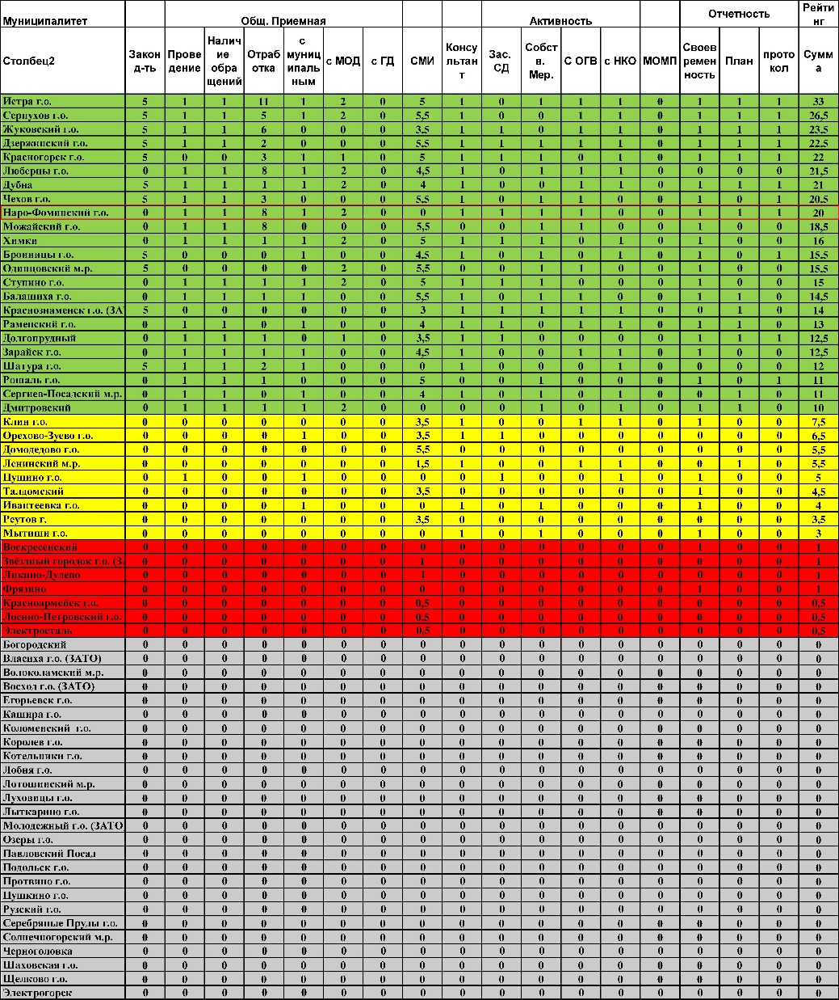 Муниципалитет Общ. Приемная Активность Отчетность Рейтинг
Столбец2 Закон д-ть Проведение Наличие обращений Отработка с муниципальным с МОД с ГД СМИ Консультант Зас. СД Собств. Мер. С ОГВ с НКО МОМП Своевременность План протокол Сумма
Истра г.о. 5 1 1 11 1 2 0 5 1 0 1 1 1 0 1 1 1 33
Серпухов г.о. 5 1 1 5 1 2 0 5,5 1 0 0 1 1 0 1 1 1 26,5
Жуковский г.о. 5 1 1 6 0 0 0 3,5 1 1 0 1 1 0 1 1 1 23,5
Дзержинский г.о. 5 1 1 2 0 0 0 5,5 1 1 1 1 1 0 1 1 1 22,5
Красногорск г.о. 5 0 0 3 1 1 0 5 1 1 1 0 1 0 1 1 1 22
Люберцы г.о. 0 1 1 8 1 2 0 4,5 1 0 1 1 1 0 0 0 0 21,5
Дубна 5 1 1 1 1 2 0 4 1 0 0 1 1 0 1 1 1 21
Чехов г.о. 5 1 1 3 0 0 0 5,5 1 0 1 1 0 0 1 0 1 20,5
Наро-Фоминский г.о. 0 1 1 8 1 2 0 0 1 1 1 1 0 0 1 1 1 20
Можайский г.о. 0 1 1 8 0 0 0 5,5 0 0 1 1 0 0 1 0 0 18,5
Химки 0 1 1 1 1 2 0 5 1 1 1 0 1 0 1 0 0 16
Бронницы г.о. 5 0 0 0 1 0 0 4,5 1 0 1 0 1 0 1 0 1 15,5
Одинцовский м.р. 5 0 0 0 0 2 0 5,5 0 0 1 1 0 0 1 0 0 15,5
Ступино г.о. 0 1 1 1 1 2 0 5 1 1 1 0 0 0 1 0 0 15
Балашиха г.о. 0 1 1 1 1 0 0 5,5 1 0 1 1 0 0 1 1 0 14,5
Краснознаменск г.о. (ЗА 5 0 0 0 0 0 0 3 1 1 1 1 1 0 0 1 0 14
Раменский г.о. 0 1 1 0 1 0 0 4 1 1 0 1 1 0 1 1 0 13
Долгопрудный 0 1 1 1 0 1 0 3,5 1 1 0 0 0 0 1 1 1 12,5
Зарайск г.о. 0 1 1 1 1 0 0 4,5 1 0 0 1 1 0 1 0 0 12,5
Шатура г.о. 5 1 1 2 1 0 0 0 1 0 0 0 1 0 0 0 0 12
Рошаль г.о. 0 1 1 1 0 0 0 5 0 0 1 0 0 0 1 0 1 11
Сергиев-Посадский м.р. 0 1 1 0 1 0 0 4 1 0 1 0 1 0 0 1 0 11
Дмитровский 0 1 1 1 1 2 0 0 0 0 1 0 1 0 1 1 0 10
Клин г.о. 0 0 0 0 0 0 0 3,5 1 0 0 1 1 0 1 0 0 7,5
Орехово-Зуево г.о. 0 0 0 0 1 0 0 3,5 1 1 0 0 0 0 0 0 0 6,5
Домодедово г.о. 0 0 0 0 0 0 0 5,5 0 0 0 0 0 0 0 0 0 5,5
Ленинский м.р. 0 0 0 0 0 0 0 1,5 1 0 0 1 1 0 0 1 0 5,5
Пущино г.о. 0 1 0 0 1 0 0 0 0 1 0 0 1 0 1 0 0 5
Талдомский 0 0 0 0 0 0 0 3,5 0 0 0 0 0 0 1 0 0 4,5
Ивантеевка г.о. 0 0 0 0 1 0 0 0 1 0 1 0 0 0 1 0 0 4
Реутов г. 0 0 0 0 0 0 0 3,5 0 0 0 0 0 0 0 0 0 3,5
Мытищи г.о. 0 0 0 0 0 0 0 0 1 0 1 0 0 0 1 0 0 3
Воскресенский 0 0 0 0 0 0 0 0 0 0 0 0 0 0 1 0 0 1
Звёздный городок г.о. (З. 0 0 0 0 0 0 0 1 0 0 0 0 0 0 0 0 0 1
Ликино-Дулево 0 0 0 0 0 0 0 1 0 0 0 0 0 0 0 0 0 1
Фрязино 0 0 0 0 0 0 0 0 0 0 0 0 0 0 1 0 0 1
Красноармейск г.о. 0 0 0 0 0 0 0 0,5 0 0 0 0 0 0 0 0 0 0,5
Лосино-Петровский г.о. 0 0 0 0 0 0 0 0,5 0 0 0 0 0 0 0 0 0 0,5
Электросталь 0 0 0 0 0 0 0 0,5 0 0 0 0 0 0 0 0 0 0,5
Богородский 0 0 0 0 0 0 0 0 0 0 0 0 0 0 0 0 0 0
Власиха г.о. (ЗАТО) 0 0 0 0 0 0 0 0 0 0 0 0 0 0 0 0 0 0
Волоколамский м.р. 0 0 0 0 0 0 0 0 0 0 0 0 0 0 0 0 0 0
Восход г.о. (ЗАТО) 0 0 0 0 0 0 0 0 0 0 0 0 0 0 0 0 0 0
Егорьевск г.о. 0 0 0 0 0 0 0 0 0 0 0 0 0 0 0 0 0 0
Кашира г.о. 0 0 0 0 0 0 0 0 0 0 0 0 0 0 0 0 0 0
Коломенский г.о. 0 0 0 0 0 0 0 0 0 0 0 0 0 0 0 0 0 0
Королев г.о. 0 0 0 0 0 0 0 0 0 0 0 0 0 0 0 0 0 0
Котельники г.о. 0 0 0 0 0 0 0 0 0 0 0 0 0 0 0 0 0 0
Лобня г.о. 0 0 0 0 0 0 0 0 0 0 0 0 0 0 0 0 0 0
Лотошинский м.р. 0 0 0 0 0 0 0 0 0 0 0 0 0 0 0 0 0 0
Луховицы г.о. 0 0 0 0 0 0 0 0 0 0 0 0 0 0 0 0 0 0
Лыткарино г.о. 0 0 0 0 0 0 0 0 0 0 0 0 0 0 0 0 0 0
Молодежный г.о. (ЗАТО 0 0 0 0 0 0 0 0 0 0 0 0 0 0 0 0 0 0
Озеры г.о. 0 0 0 0 0 0 0 0 0 0 0 0 0 0 0 0 0 0
Павловский Посад 0 0 0 0 0 0 0 0 0 0 0 0 0 0 0 0 0 0
Подольск г.о. 0 0 0 0 0 0 0 0 0 0 0 0 0 0 0 0 0 0
Протвино г.о. 0 0 0 0 0 0 0 0 0 0 0 0 0 0 0 0 0 0
Пушкино г.о. 0 0 0 0 0 0 0 0 0 0 0 0 0 0 0 0 0 0
Рузский г.о. 0 0 0 0 0 0 0 0 0 0 0 0 0 0 0 0 0 0
Серебряные Пруды г.о. 0 0 0 0 0 0 0 0 0 0 0 0 0 0 0 0 0 0
Солнечногорский м.р. 0 0 0 0 0 0 0 0 0 0 0 0 0 0 0 0 0 0
Черноголовка 0 0 0 0 0 0 0 0 0 0 0 0 0 0 0 0 0 0
Шаховская г.о. 0 0 0 0 0 0 0 0 0 0 0 0 0 0 0 0 0 0
Щелково г.о. 0 0 0 0 0 0 0 0 0 0 0 0 0 0 0 0 0 0
Электрогорск 0 0 0 0 0 0 0 0 0 0 0 0 0 0 0 0 0 0